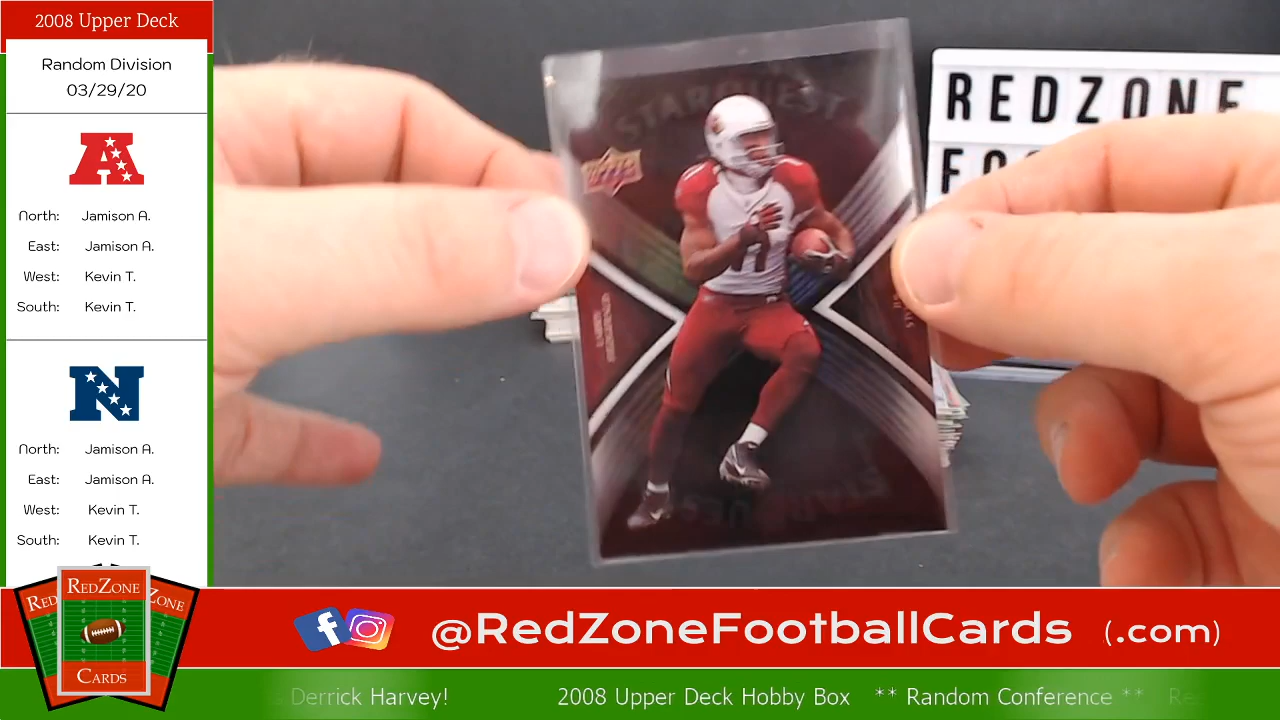 2008 Upper Deck
Random Division
03/29/20
A
North: Jamison A.
East: Jamison A.
West: Kevin T.
South: Kevin T.
N
North: Jamison A.
East: Jamison A.
West: Kevin T.
South: Kevin T.
REDZONE
STARQUEST
11
RedZone
Cards
@RedZoneFootballCards (.com)
Derrick Harvey! 2008 Upper Deck Hobby Box ** Random Conference **